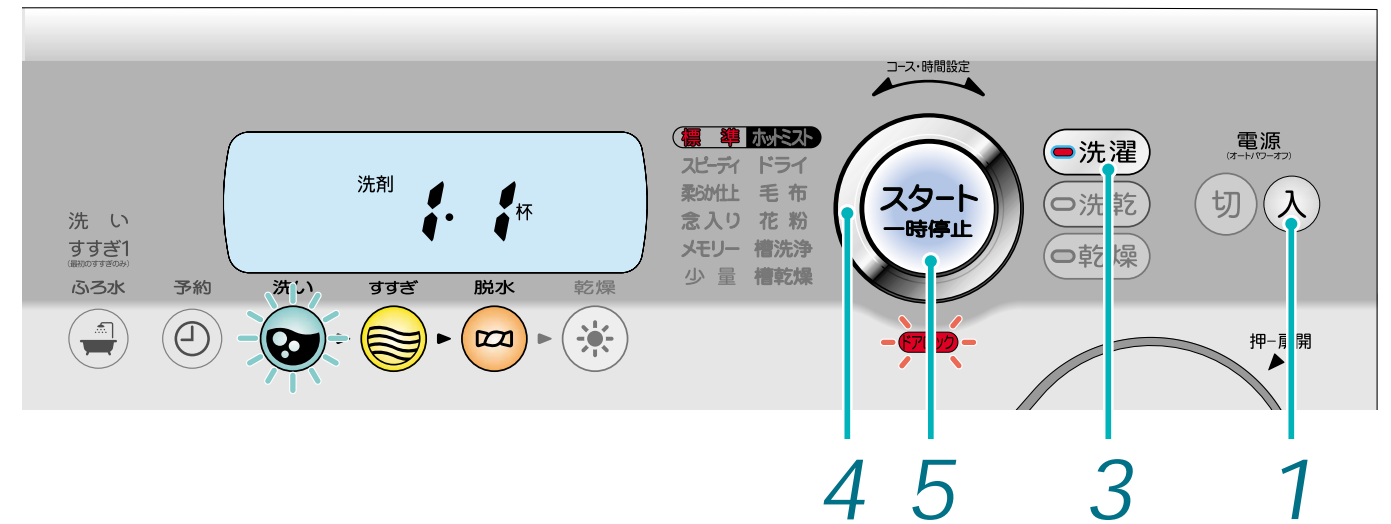 コース・時間設定
洗剤
1.1杯
標準 ホットミスト
スピーディ ドライ
柔らか仕上 毛布
念入り 花粉
メモリー 槽洗浄
少量 槽乾燥
スタート
一時停止
洗濯
洗乾
乾燥
電源
(オートパワーオフ)
切 入
洗い
すすぎ1
(最初のすすぎのみ)
ふろ水 予約 洗い すすぎ 脱水 乾燥
ドアロック
押-扉開
4 5 3 1